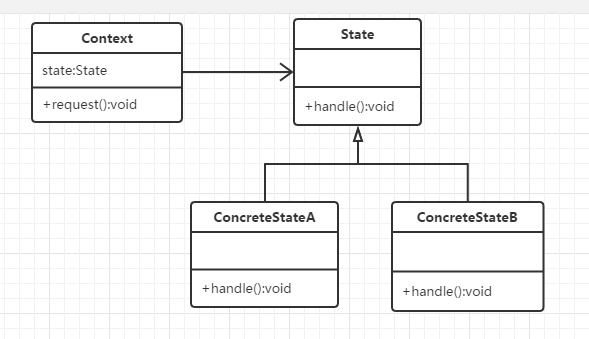 Context
state:State
+request():void
State
+handle():void
ConcreteStateA
+handle():void
ConcreteStateB
+handle():void